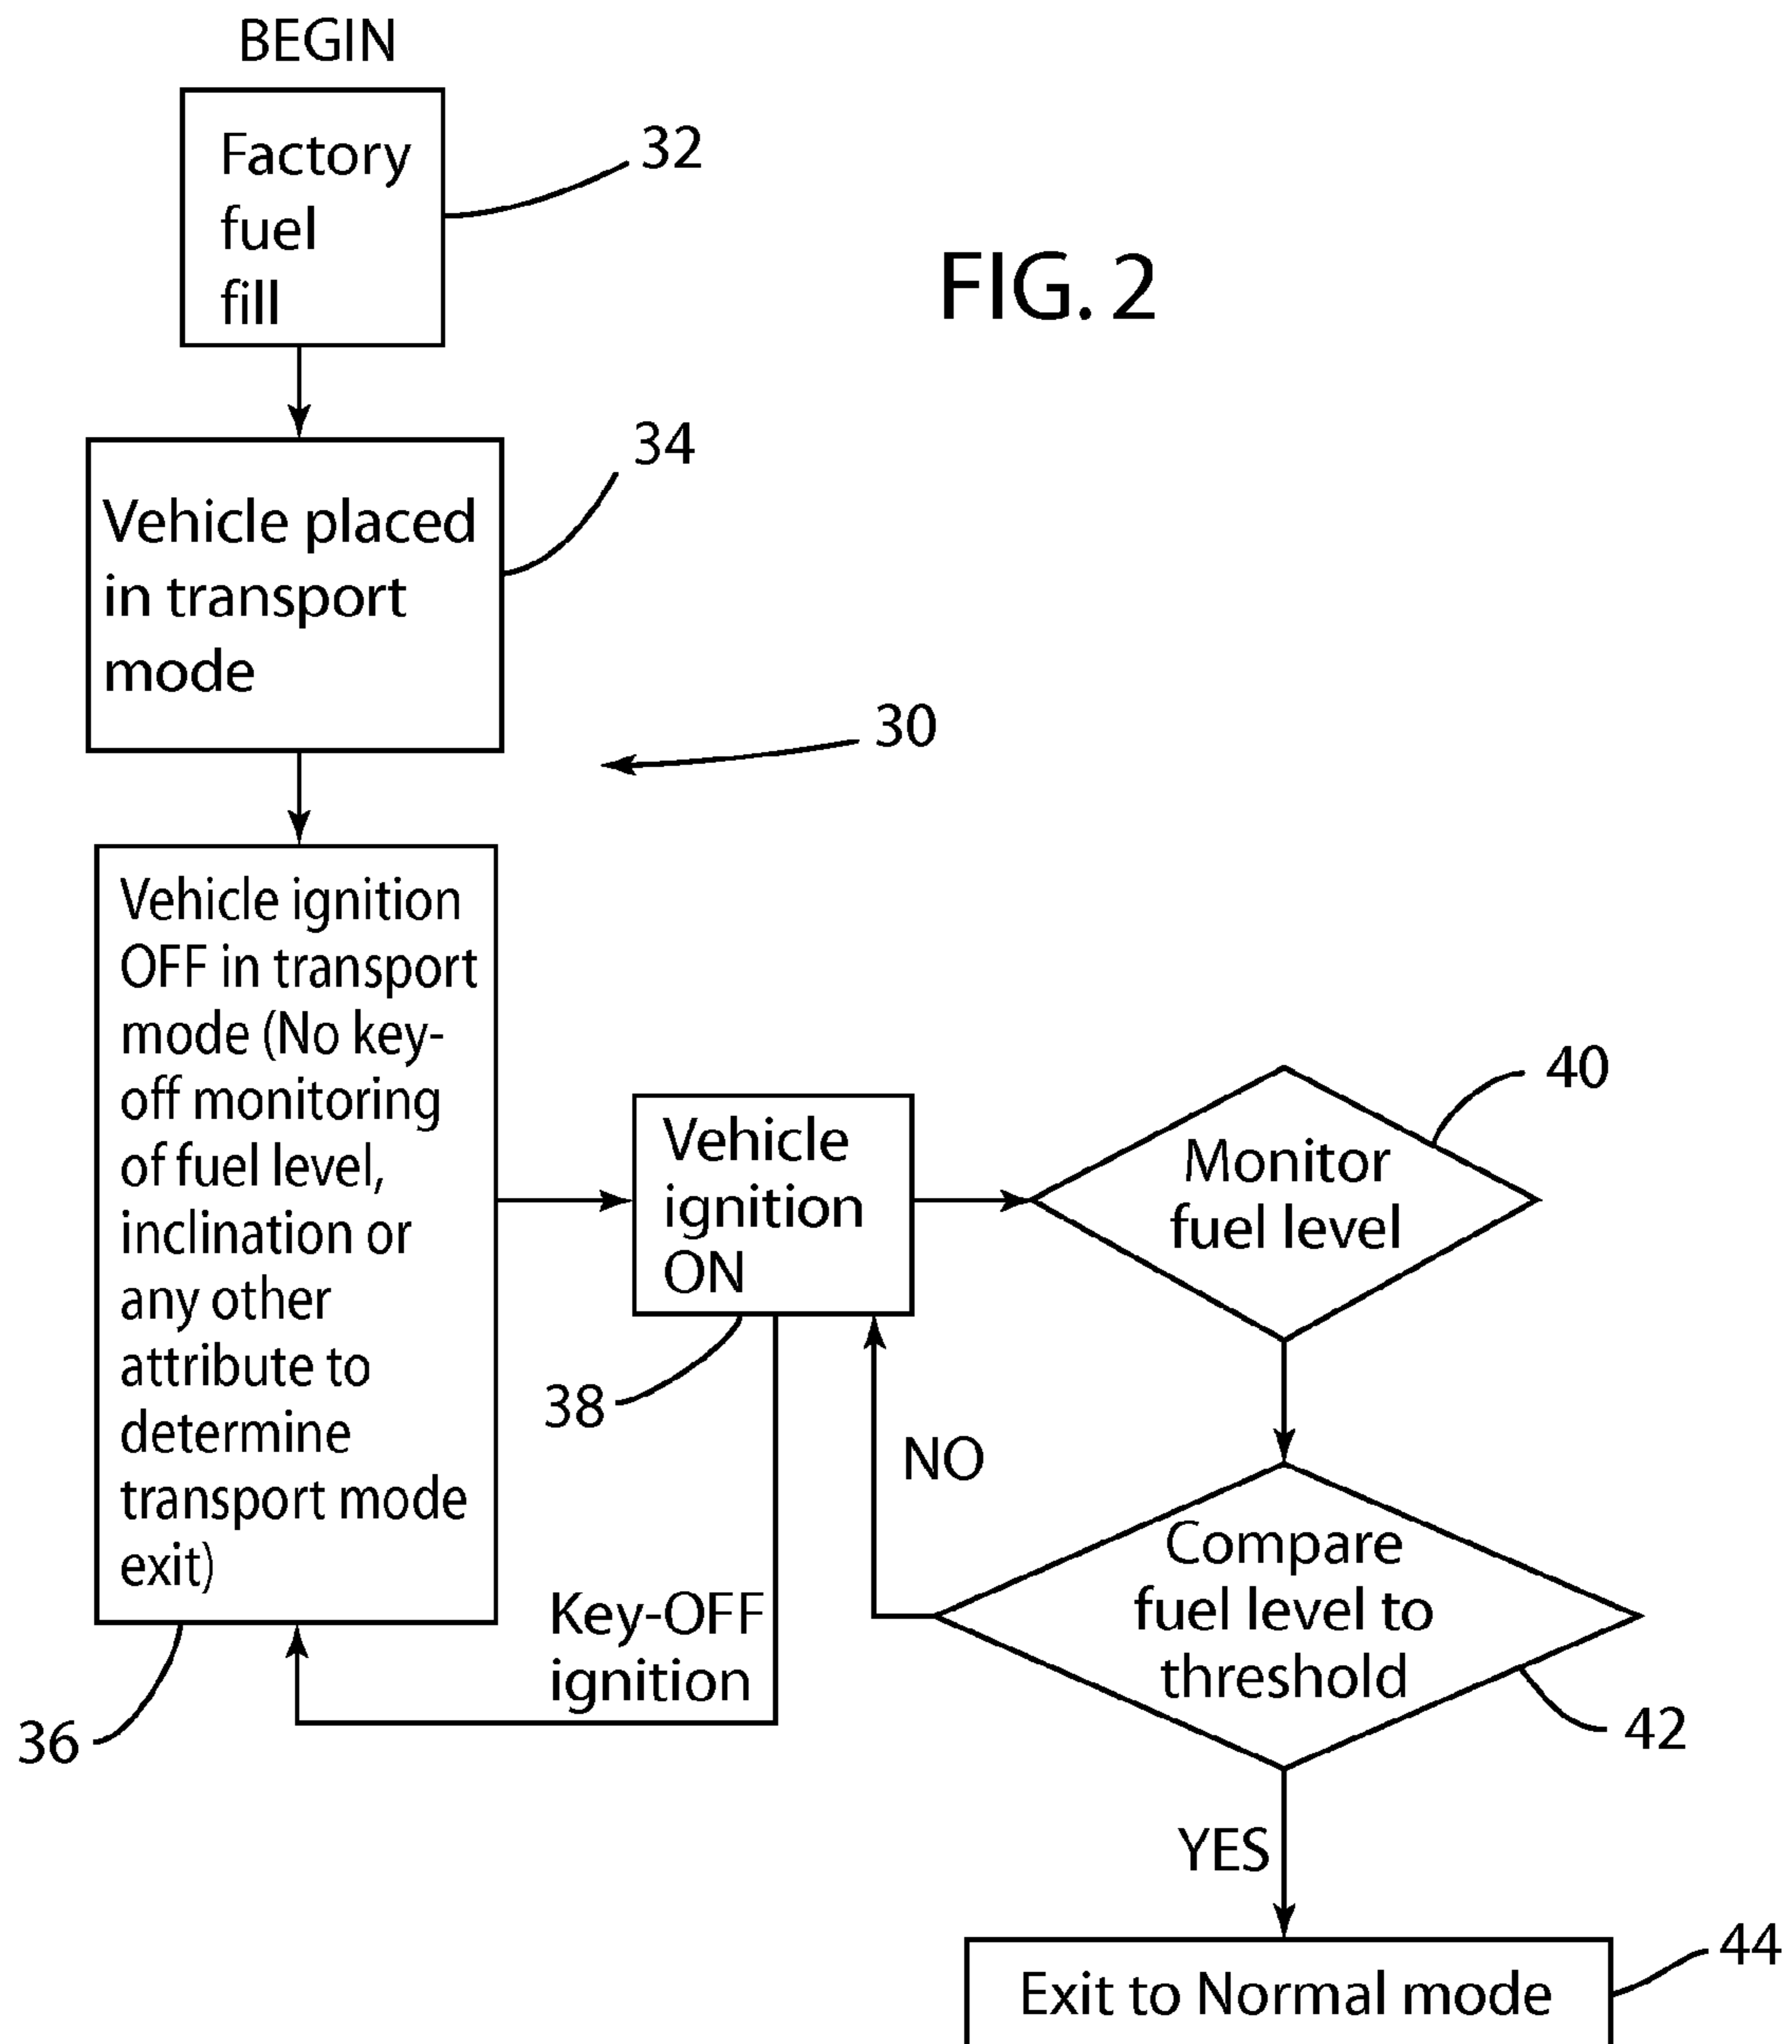 BEGIN
Factory
fuel
fill
32
FIG. 2
Vehicle placed
in transport
mode
34
30
Vehicle ignition
OFF in transport
mode (No key-
off monitoring
of fuel level,
inclination or
any other
attribute to
determine
transport mode
exit)
36
Vehicle
ignition
ON
38
Key-OFF
ignition
Monitor
fuel level
40
NO
Compare
fuel level to
threshold
42
YES
Exit to Normal mode
44